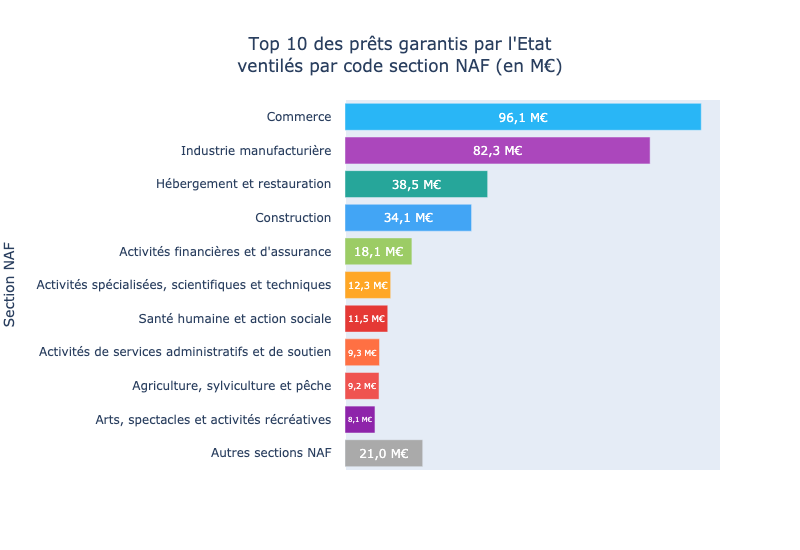 Top 10 des prêts garantis par l'Etat
ventilés par code section NAF (en M€)
Section NAF
Commerce 96,1 M€
Industrie manufacturière 82,3 M€
Hébergement et restauration 38,5 M€
Construction 34,1 M€
Activités financières et d'assurance 18,1 M€
Activités spécialisées, scientifiques et techniques 12,3 M€
Santé humaine et action sociale 11,5 M€
Activités de services administratifs et de soutien 9,3 M€
Agriculture, sylviculture et pêche 9,2 M€
Arts, spectacles et activités récréatives 8,1 M€
Autres sections NAF 21,0 M€